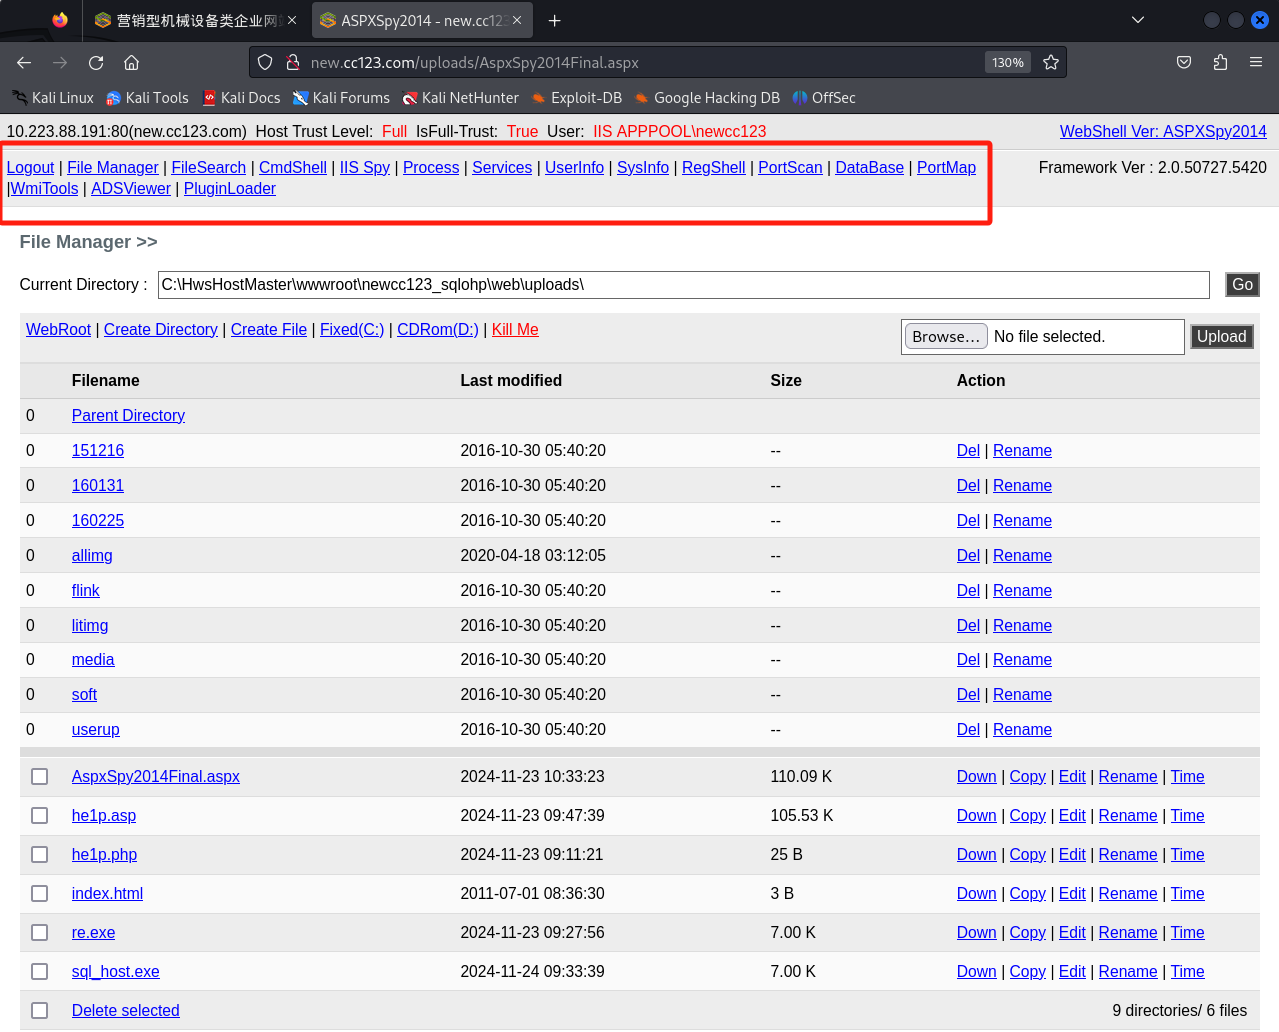 营销型机械设备类企业网
ASPXSpy2014 - new.cc123
new.cc123.com/uploads/AspxSpy2014Final.aspx
130%
Kali Linux Kali Tools Kali Docs Kali Forums Kali NetHunter Exploit-DB Google Hacking DB OffSec
10.223.88.191:80(new.cc123.com) Host Trust Level: Full IsFull-Trust: True User: IIS APPPOOL\newcc123 WebShell Ver: ASPXSpy2014
Logout | File Manager | FileSearch | CmdShell | IIS Spy | Process | Services | UserInfo | SysInfo | RegShell | PortScan | DataBase | PortMap Framework Ver : 2.0.50727.5420
|WmiTools | ADSViewer | PluginLoader
File Manager >>
Current Directory : C:\HwsHostMaster\wwwroot\newcc123_sqlohp\web\uploads\ Go
WebRoot | Create Directory | Create File | Fixed(C:) | CDRom(D:) | Kill Me Browse… No file selected. Upload
Filename Last modified Size Action
0 Parent Directory
0 151216 2016-10-30 05:40:20 -- Del | Rename
0 160131 2016-10-30 05:40:20 -- Del | Rename
0 160225 2016-10-30 05:40:20 -- Del | Rename
0 allimg 2020-04-18 03:12:05 -- Del | Rename
0 flink 2016-10-30 05:40:20 -- Del | Rename
0 litimg 2016-10-30 05:40:20 -- Del | Rename
0 media 2016-10-30 05:40:20 -- Del | Rename
0 soft 2016-10-30 05:40:20 -- Del | Rename
0 userup 2016-10-30 05:40:20 -- Del | Rename
AspxSpy2014Final.aspx 2024-11-23 10:33:23 110.09 K Down | Copy | Edit | Rename | Time
he1p.asp 2024-11-23 09:47:39 105.53 K Down | Copy | Edit | Rename | Time
he1p.php 2024-11-23 09:11:21 25 B Down | Copy | Edit | Rename | Time
index.html 2011-07-01 08:36:30 3 B Down | Copy | Edit | Rename | Time
re.exe 2024-11-23 09:27:56 7.00 K Down | Copy | Edit | Rename | Time
sql_host.exe 2024-11-24 09:33:39 7.00 K Down | Copy | Edit | Rename | Time
Delete selected 9 directories/ 6 files